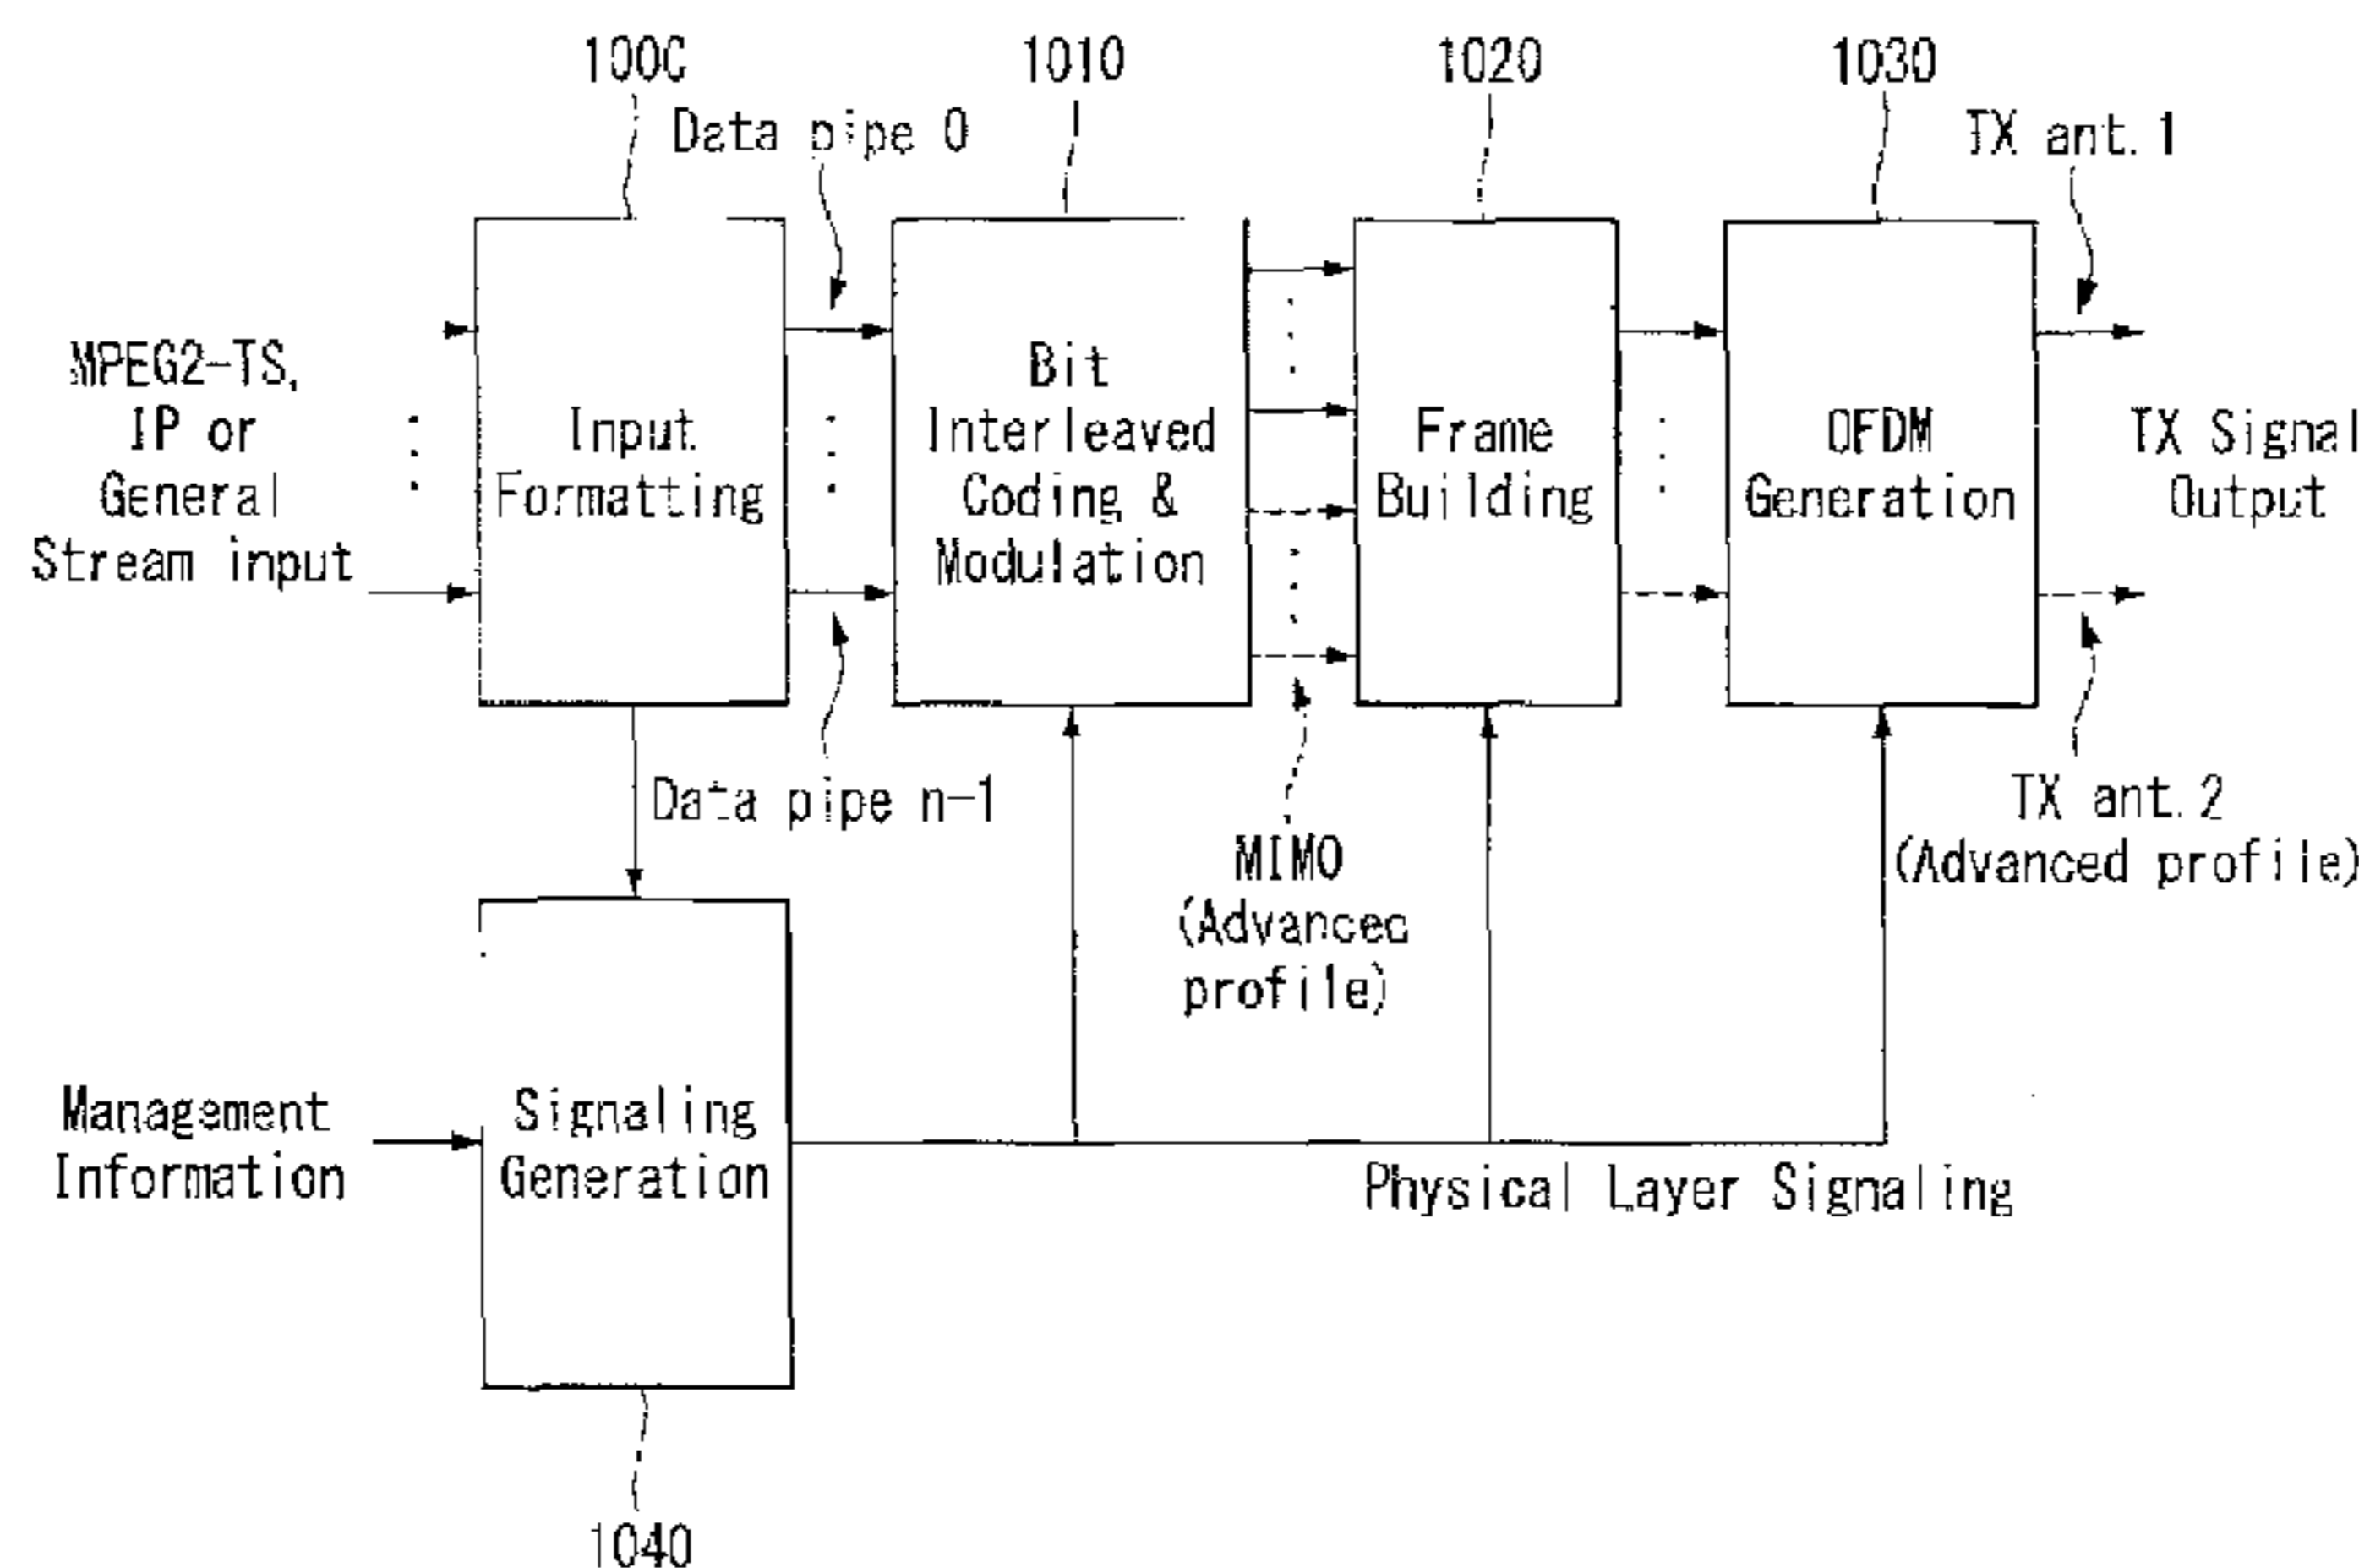 1000
1010
1020
1030
Data pipe 0
TX ant.1
MPEG2-TS,
IP or
General
Stream input
Input
Formatting
Bit
Interleaved
Coding &
Modulation
Frame
Building
OFDM
Generation
TX Signal
Output
Data pipe n-1
MIMO
(Advanced
profile)
TX ant.2
(Advanced profile)
Management
Information
Signaling
Generation
Physical Layer Signaling
1040